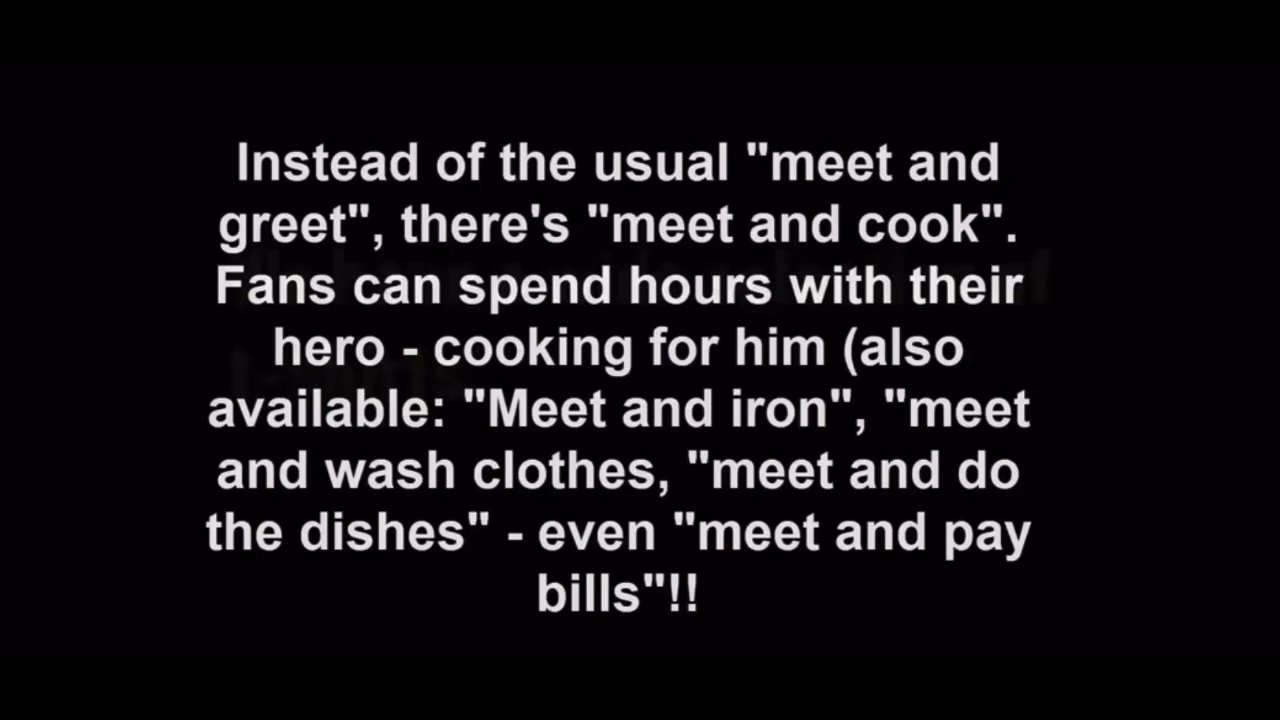 Instead of the usual "meet and
greet", there's "meet and cook".
Fans can spend hours with their
hero - cooking for him (also
available: "Meet and iron", "meet
and wash clothes, "meet and do
the dishes" - even "meet and pay
bills"!!